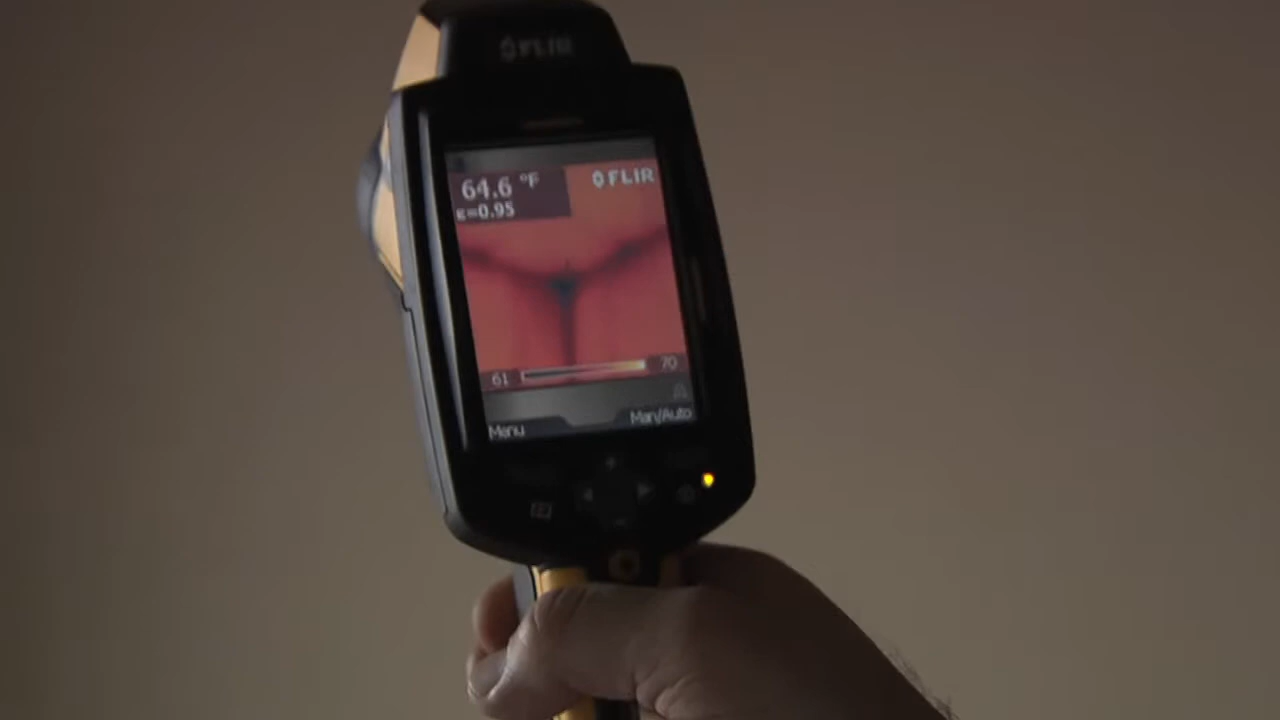 FLIR
64.6 °F
FLIR
ε=0.95
61
70
Man/Auto
Menu